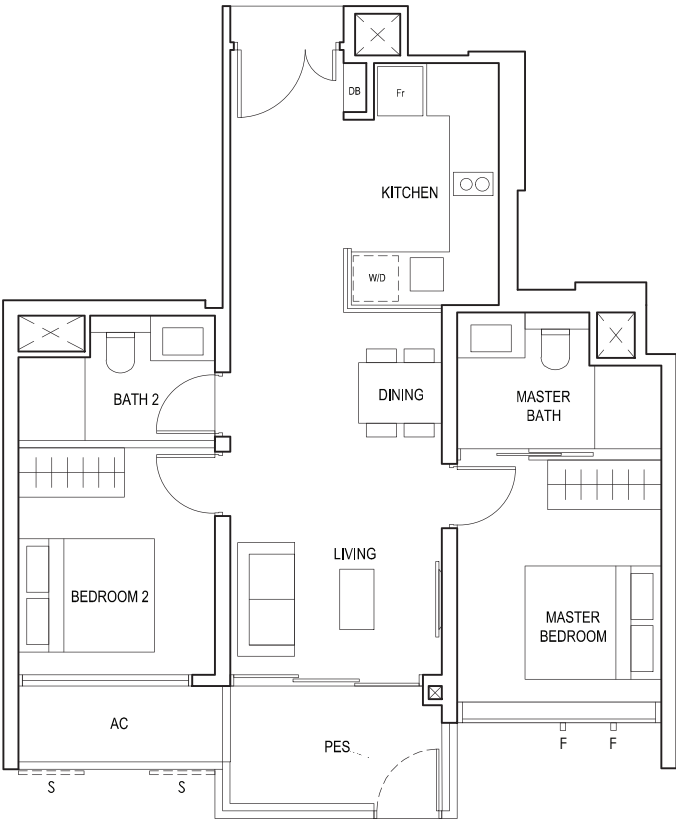 DB
Fr
KITCHEN
W/D
BATH 2
DINING
MASTER
BATH
LIVING
BEDROOM 2
MASTER
BEDROOM
AC
PES
F
F
S
S